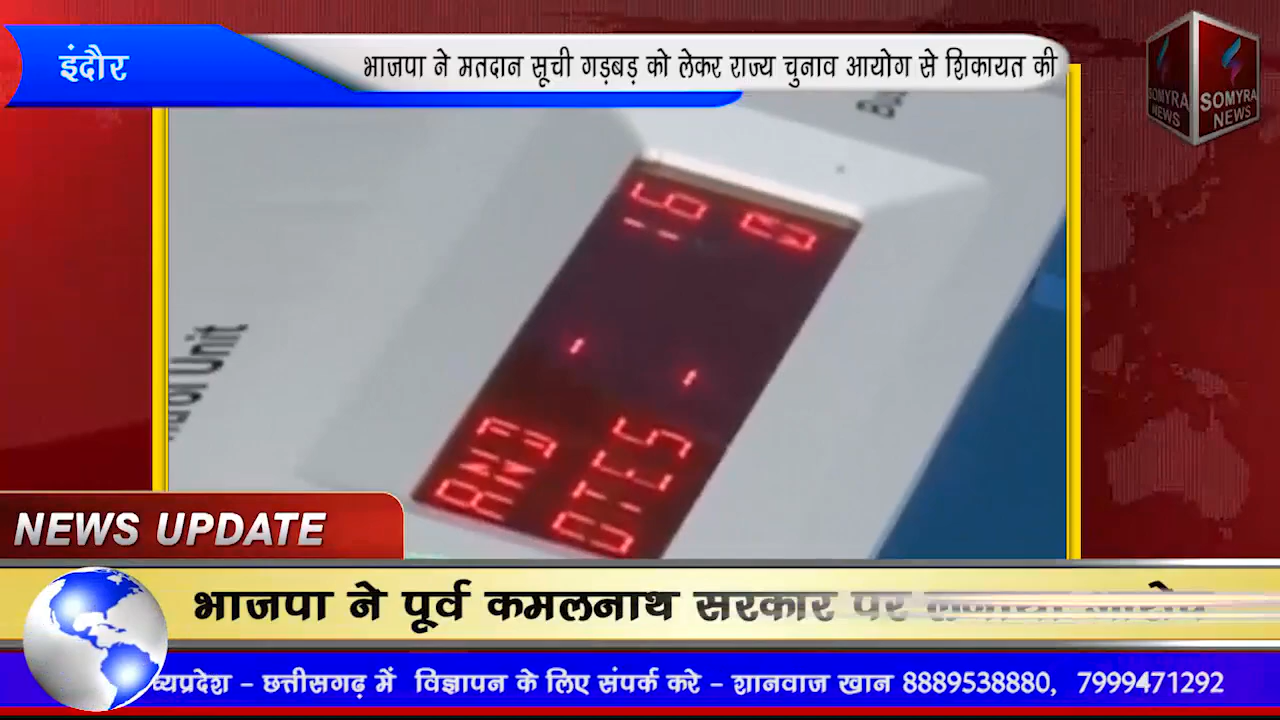 इंदौर
भाजपा ने मतदान सूची गड़बड़ को लेकर राज्य चुनाव आयोग से शिकायत की
SOMYRA NEWS
SOMYRA NEWS
Unit
NEWS UPDATE
भाजपा ने पूर्व कमलनाथ सरकार पर
व्यप्रदेश - छत्तीसगढ़ में विज्ञापन के लिए संपर्क करे - शानवाज खान 8889538880, 7999471292